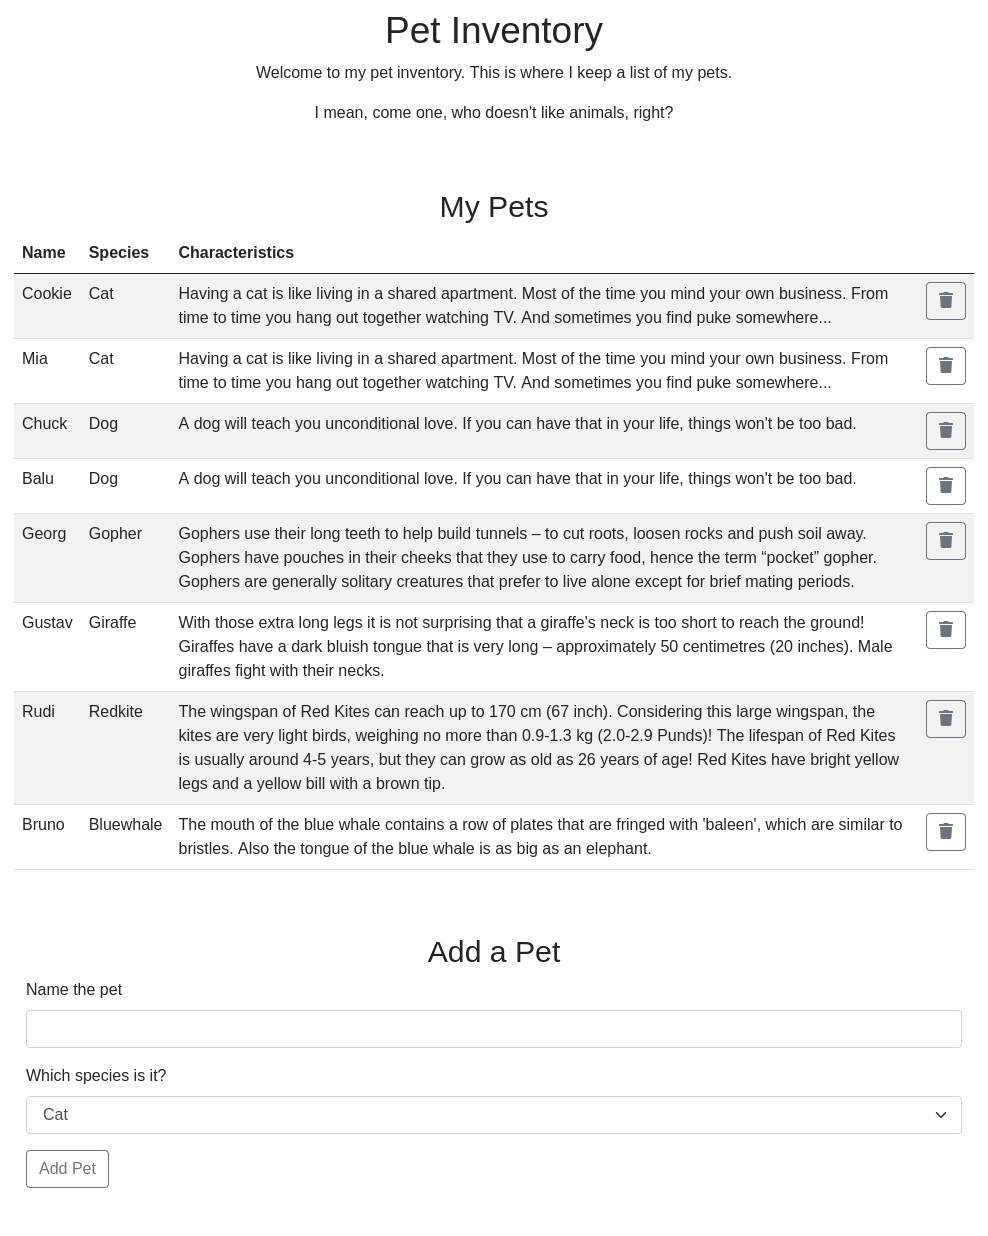 Pet Inventory
Welcome to my pet inventory. This is where I keep a list of my pets.
I mean, come one, who doesn't like animals, right?
My Pets
Name Species Characteristics
Cookie Cat Having a cat is like living in a shared apartment. Most of the time you mind your own business. From
time to time you hang out together watching TV. And sometimes you find puke somewhere...
Mia Cat Having a cat is like living in a shared apartment. Most of the time you mind your own business. From
time to time you hang out together watching TV. And sometimes you find puke somewhere...
Chuck Dog A dog will teach you unconditional love. If you can have that in your life, things won't be too bad.
Balu Dog A dog will teach you unconditional love. If you can have that in your life, things won't be too bad.
Georg Gopher Gophers use their long teeth to help build tunnels – to cut roots, loosen rocks and push soil away.
Gophers have pouches in their cheeks that they use to carry food, hence the term “pocket” gopher.
Gophers are generally solitary creatures that prefer to live alone except for brief mating periods.
Gustav Giraffe With those extra long legs it is not surprising that a giraffe's neck is too short to reach the ground!
Giraffes have a dark bluish tongue that is very long – approximately 50 centimetres (20 inches). Male
giraffes fight with their necks.
Rudi Redkite The wingspan of Red Kites can reach up to 170 cm (67 inch). Considering this large wingspan, the
kites are very light birds, weighing no more than 0.9-1.3 kg (2.0-2.9 Punds)! The lifespan of Red Kites
is usually around 4-5 years, but they can grow as old as 26 years of age! Red Kites have bright yellow
legs and a yellow bill with a brown tip.
Bruno Bluewhale The mouth of the blue whale contains a row of plates that are fringed with 'baleen', which are similar to
bristles. Also the tongue of the blue whale is as big as an elephant.
Add a Pet
Name the pet
Which species is it?
Cat
Add Pet